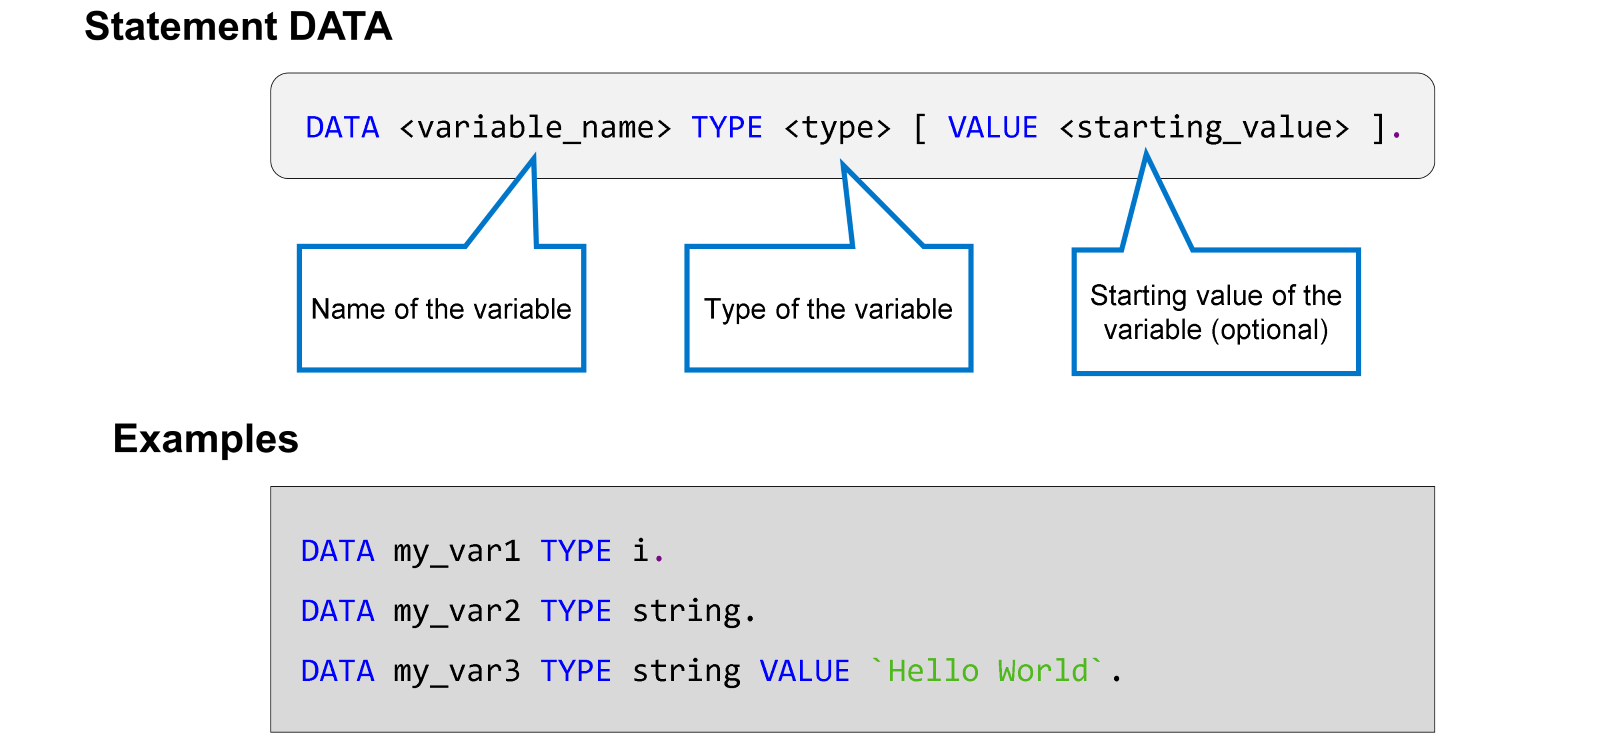 Statement DATA
DATA <variable_name> TYPE <type> [ VALUE <starting_value> ].
Name of the variable
Type of the variable
Starting value of the
variable (optional)
Examples
DATA my_var1 TYPE i.
DATA my_var2 TYPE string.
DATA my_var3 TYPE string VALUE `Hello World`.